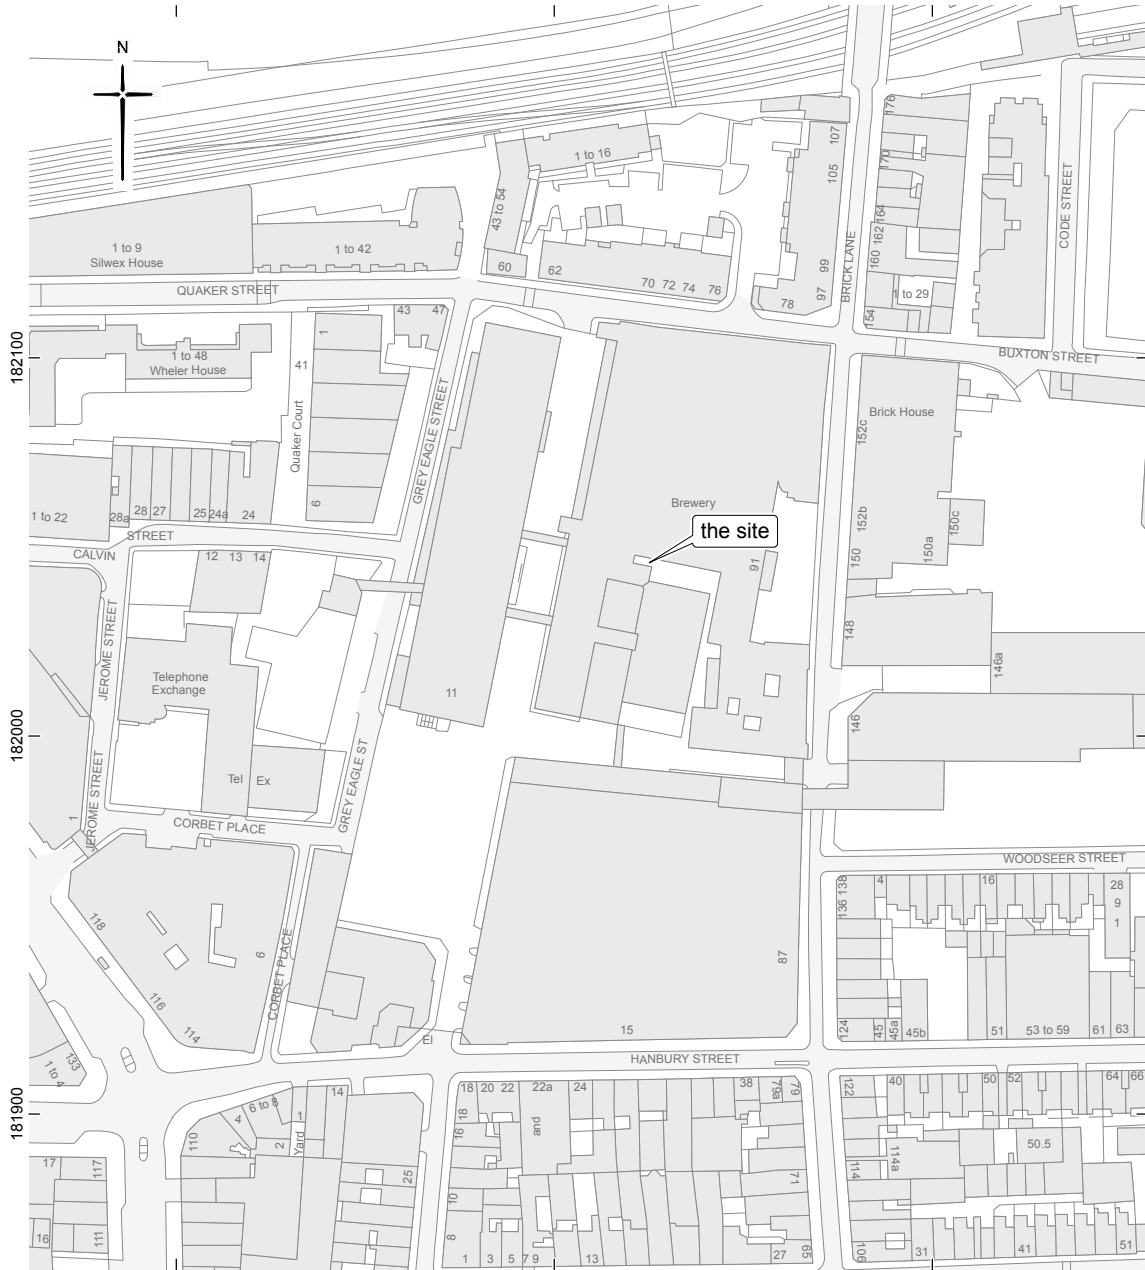 N
107
176
1 to 16
105
170
CODE STREET
43 to 54
164
1 to 9
Silwex House
1 to 42
162
BRICK LANE
60
62
99
160
70
72
74
76
97
1 to 29
QUAKER STREET
78
154
43
47
1
182100
1 to 48
Wheler House
41
BUXTON STREET
GREY EAGLE STREET
Brick House
152c
Quaker Court
6
Brewery
1 to 22
28a
28
27
25
24a
24
152b
150c
the site
STREET
CALVIN
12
13
14
91
150
150a
JEROME STREET
148
146a
Telephone
Exchange
11
182000
146
Tel
Ex
GREY EAGLE ST
JEROME STREET
1
CORBET PLACE
WOODSEER STREET
138
4
16
28
9
1
136
118
6
87
CORBET PLACE
116
114
15
124
45
45a
45b
51
53 to 59
61
63
El
HANBURY STREET
133
1 to 4
181900
18
20
22
22a
24
38
79a
79
122
40
50
52
64
66
14
6 to 8
4
1
18
16
and
110
2
Yard
114a
50.5
17
117
25
71
114
10
16
111
8
1
3
5
7
9
13
27
65
106
31
41
51